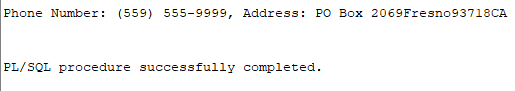 Phone Number: (559) 555-9999, Address: PO Box 2069Fresno93718CA
PL/SQL procedure successfully completed.